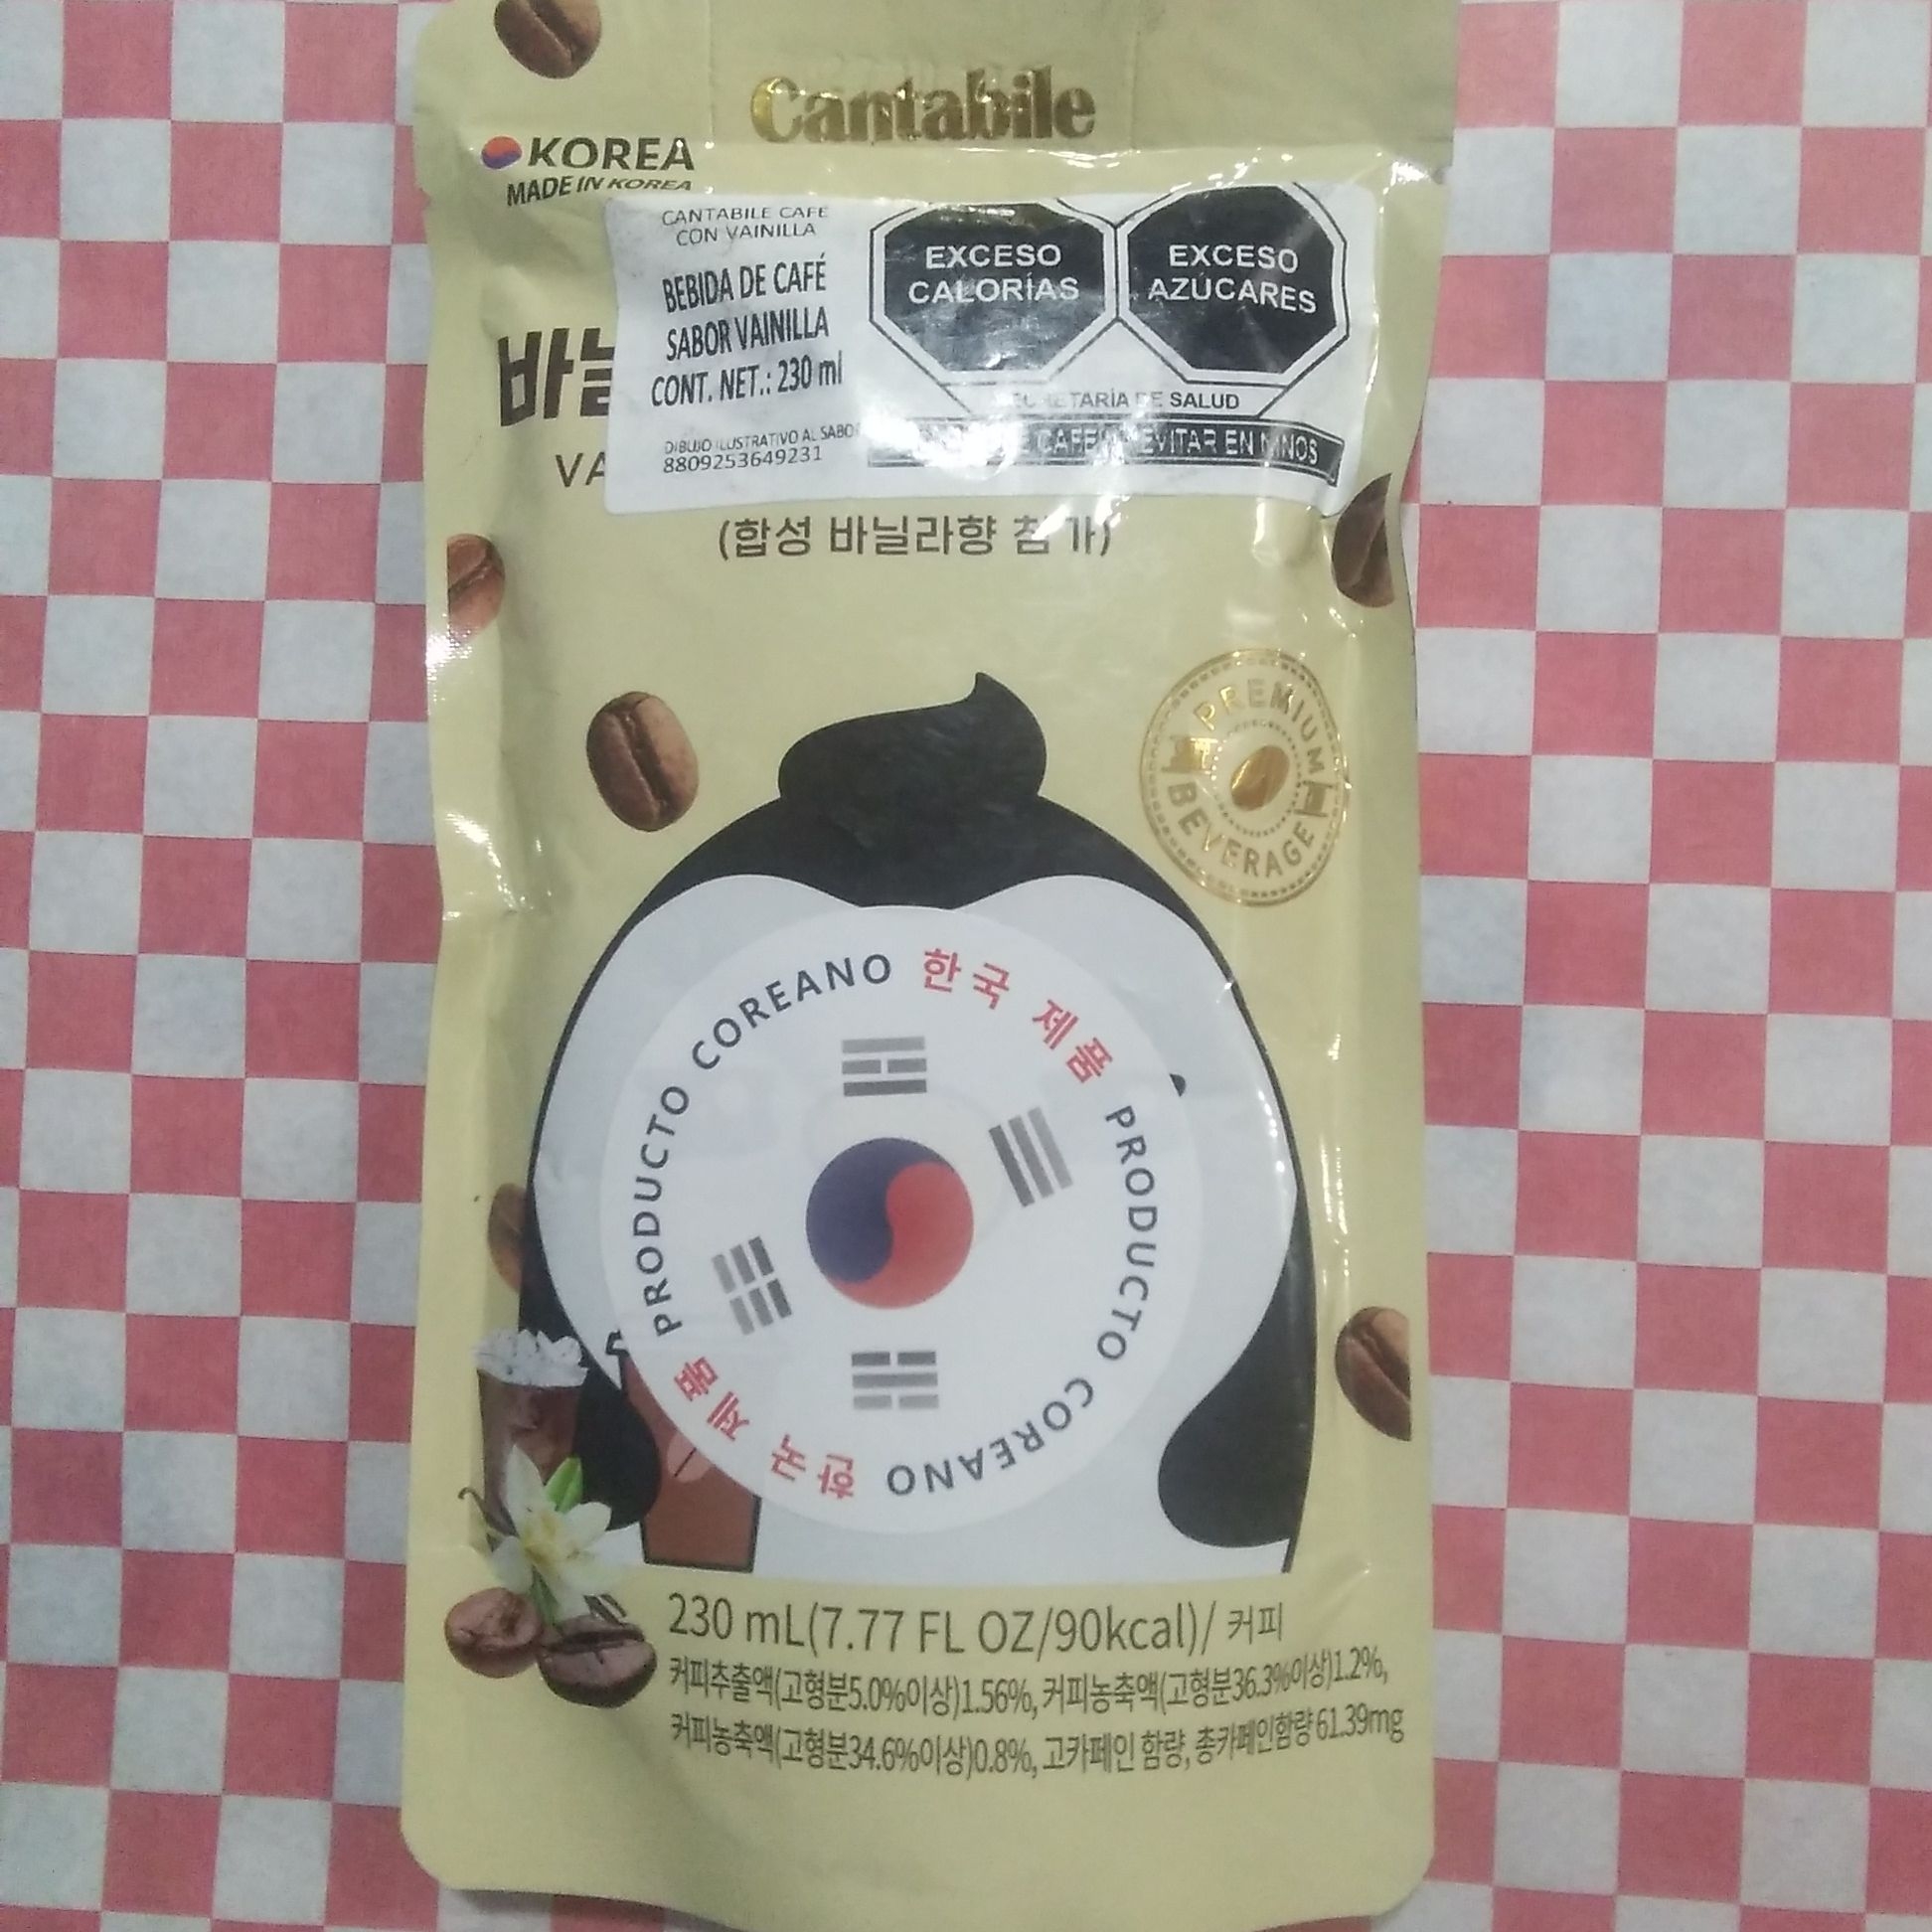 Cantabile
KOREA
MADE IN KOREA
CANTABILE CAFE
CON VAINILLA
BEBIDA DE CAFÉ
SABOR VAINILLA
CONT. NET.: 230 ml
DIBUJO ILUSTRATIVO AL SABOR
8809253649231
EXCESO
CALORÍAS
EXCESO
AZÚCARES
SECRETARÍA DE SALUD
EVITAR EN NIÑOS
바닐
VA
(합성 바닐라향 첨가)
PREMIUM
BEVERAGE
PRODUCTO COREANO 한국 제품
PRODUCTO COREANO 한국 제품
230 mL(7.77 FL OZ/90kcal)/ 커피
커피추출액(고형분5.0%이상)1.56%, 커피농축액(고형분36.3%이상)1.2%,
커피농축액(고형분34.6%이상)0.8%, 고카페인 함량, 총카페인함량 61.39mg